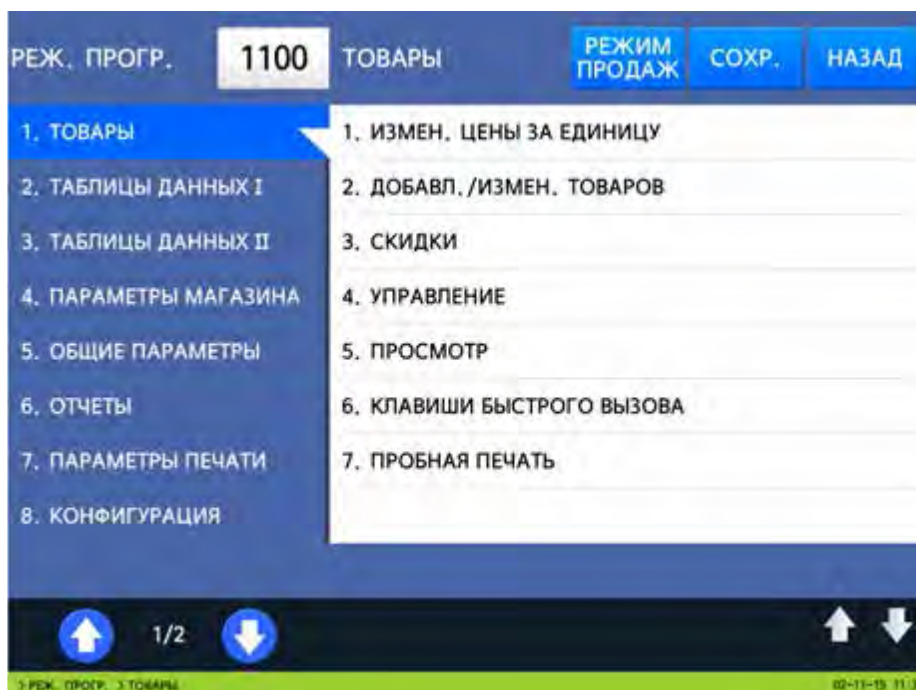 РЕЖ. ПРОГР. 1100 ТОВАРЫ РЕЖИМ ПРОДАЖ СОХР. НАЗАД
1. ТОВАРЫ
2. ТАБЛИЦЫ ДАННЫХ I
3. ТАБЛИЦЫ ДАННЫХ II
4. ПАРАМЕТРЫ МАГАЗИНА
5. ОБЩИЕ ПАРАМЕТРЫ
6. ОТЧЕТЫ
7. ПАРАМЕТРЫ ПЕЧАТИ
8. КОНФИГУРАЦИЯ
1. ИЗМЕН. ЦЕНЫ ЗА ЕДИНИЦУ
2. ДОБАВЛ./ИЗМЕН. ТОВАРОВ
3. СКИДКИ
4. УПРАВЛЕНИЕ
5. ПРОСМОТР
6. КЛАВИШИ БЫСТРОГО ВЫЗОВА
7. ПРОБНАЯ ПЕЧАТЬ
1/2
>РЕЖ. ПРОГР. >ТОВАРЫ